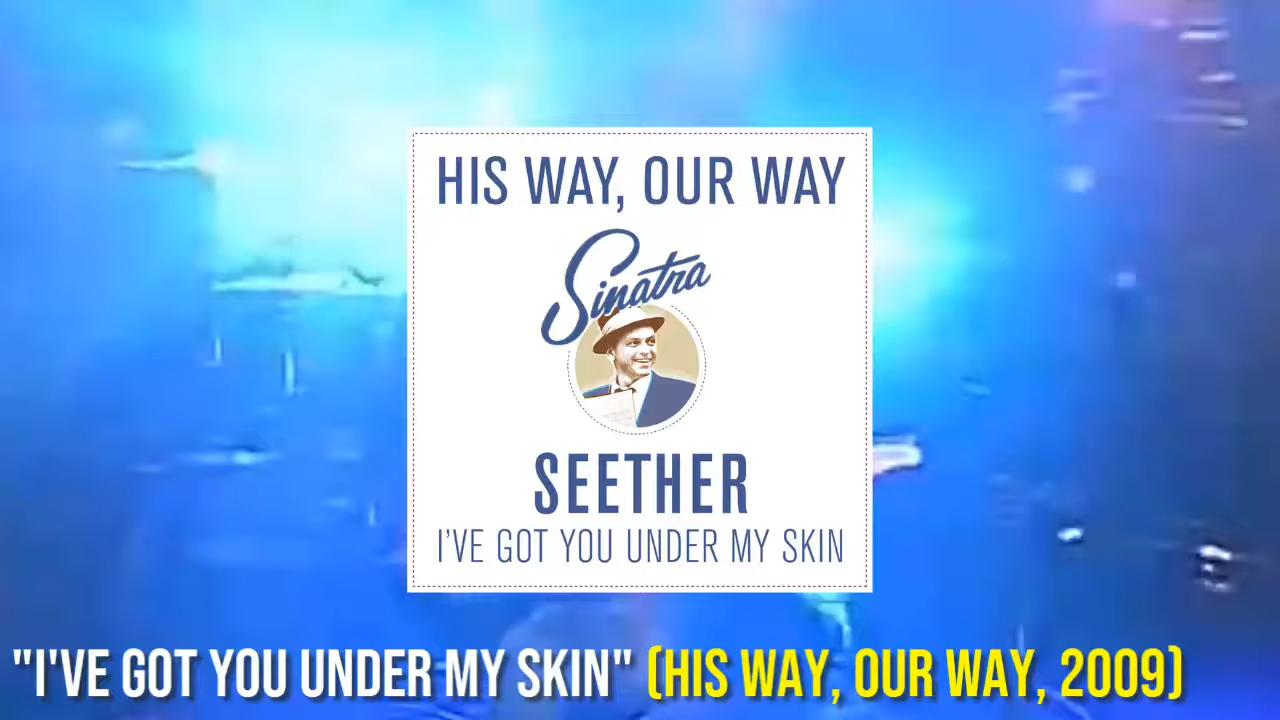 HIS WAY, OUR WAY
Sinatra
SEETHER
I'VE GOT YOU UNDER MY SKIN
"I'VE GOT YOU UNDER MY SKIN" (HIS WAY, OUR WAY, 2009)